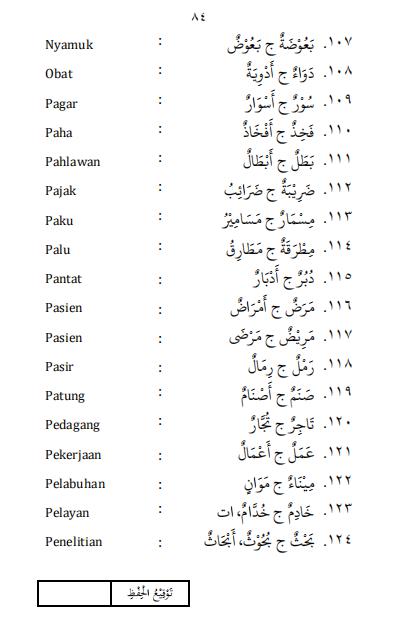 ٨٤
Nyamuk : ١٠٧. بَعُوْضَةٌ ج بَعُوْضٌ
Obat : ١٠٨. دَوَاءٌ ج أَدْوِيَةٌ
Pagar : ١٠٩. سُوْرٌ ج أَسْوَارٌ
Paha : ١١٠. فَخِذٌ ج أَفْخَاذٌ
Pahlawan : ١١١. بَطَلٌ ج أَبْطَالٌ
Pajak : ١١٢. ضَرِيْبَةٌ ج ضَرَائِبُ
Paku : ١١٣. مِسْمَارٌ ج مَسَامِيْرُ
Palu : ١١٤. مِطْرَقَةٌ ج مَطَارِقُ
Pantat : ١١٥. دُبُرٌ ج أَدْبَارٌ
Pasien : ١١٦. مَرَضٌ ج أَمْرَاضٌ
Pasien : ١١٧. مَرِيْضٌ ج مَرْضَى
Pasir : ١١٨. رَمْلٌ ج رِمَالٌ
Patung : ١١٩. صَنَمٌ ج أَصْنَامٌ
Pedagang : ١٢٠. تَاجِرٌ ج تُجَّارٌ
Pekerjaan : ١٢١. عَمَلٌ ج أَعْمَالٌ
Pelabuhan : ١٢٢. مِيْنَاءٌ ج مَوَانٍ
Pelayan : ١٢٣. خَادِمٌ ج خُدَّامٌ، ات
Penelitian : ١٢٤. بَحْثٌ ج بُحُوْثٌ، أَبْحَاثٌ
تَوْقِيْعُ الْحِفْظِ